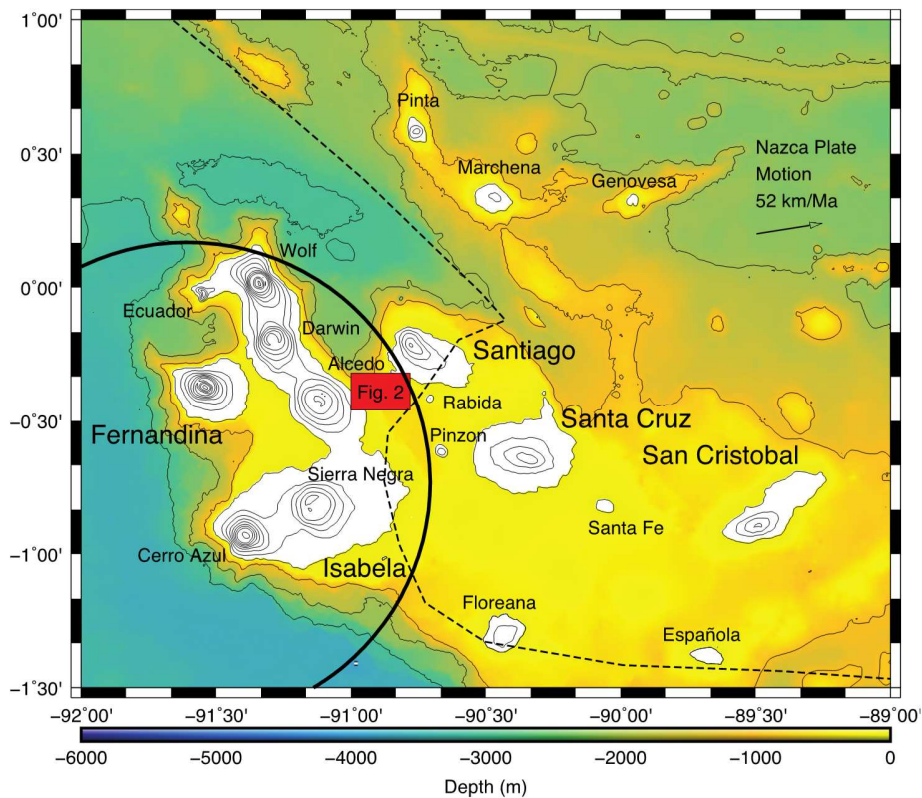 1˚00'
Pinta
Nazca Plate
Motion
52 km/Ma
0˚30'
Marchena
Genovesa
Wolf
0˚00'
Ecuador
Darwin
Santiago
Alcedo
Fig. 2
Rabida
−0˚30'
Santa Cruz
Fernandina
Pinzon
San Cristobal
Sierra Negra
Santa Fe
−1˚00'
Cerro Azul
Isabela
Floreana
Española
−1˚30'
−92˚00' −91˚30' −91˚00' −90˚30' −90˚00' −89˚30' −89˚00'
−6000 −5000 −4000 −3000 −2000 −1000 0
Depth (m)